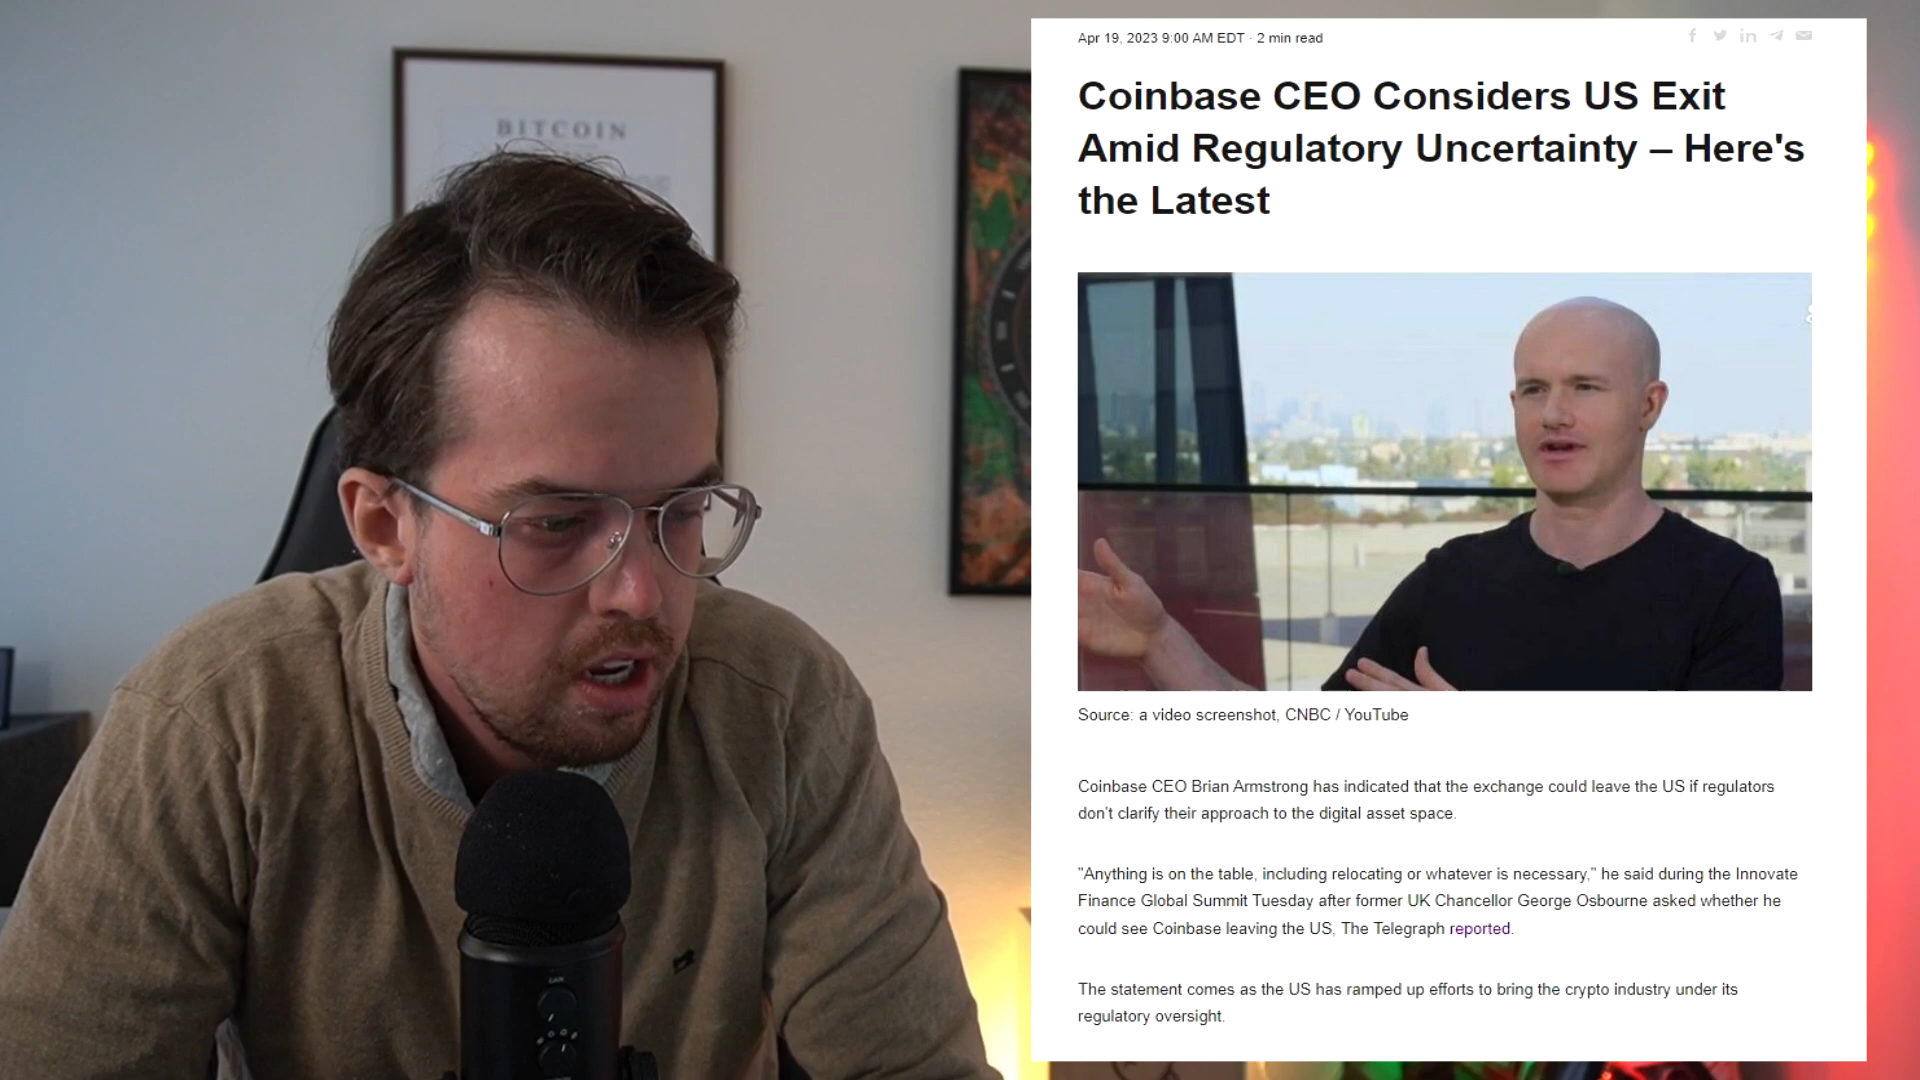 BITCOIN
Apr 19, 2023 9:00 AM EDT · 2 min read
Coinbase CEO Considers US Exit
Amid Regulatory Uncertainty – Here's
the Latest
Source: a video screenshot, CNBC / YouTube
Coinbase CEO Brian Armstrong has indicated that the exchange could leave the US if regulators
don't clarify their approach to the digital asset space.
"Anything is on the table, including relocating or whatever is necessary," he said during the Innovate
Finance Global Summit Tuesday after former UK Chancellor George Osbourne asked whether he
could see Coinbase leaving the US, The Telegraph reported.
The statement comes as the US has ramped up efforts to bring the crypto industry under its
regulatory oversight.
GAIN